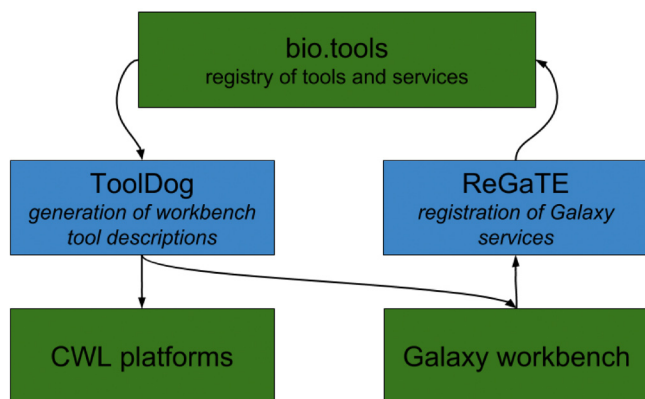 bio.tools
registry of tools and services
ToolDog
generation of workbench
tool descriptions
ReGaTE
registration of Galaxy
services
CWL platforms
Galaxy workbench